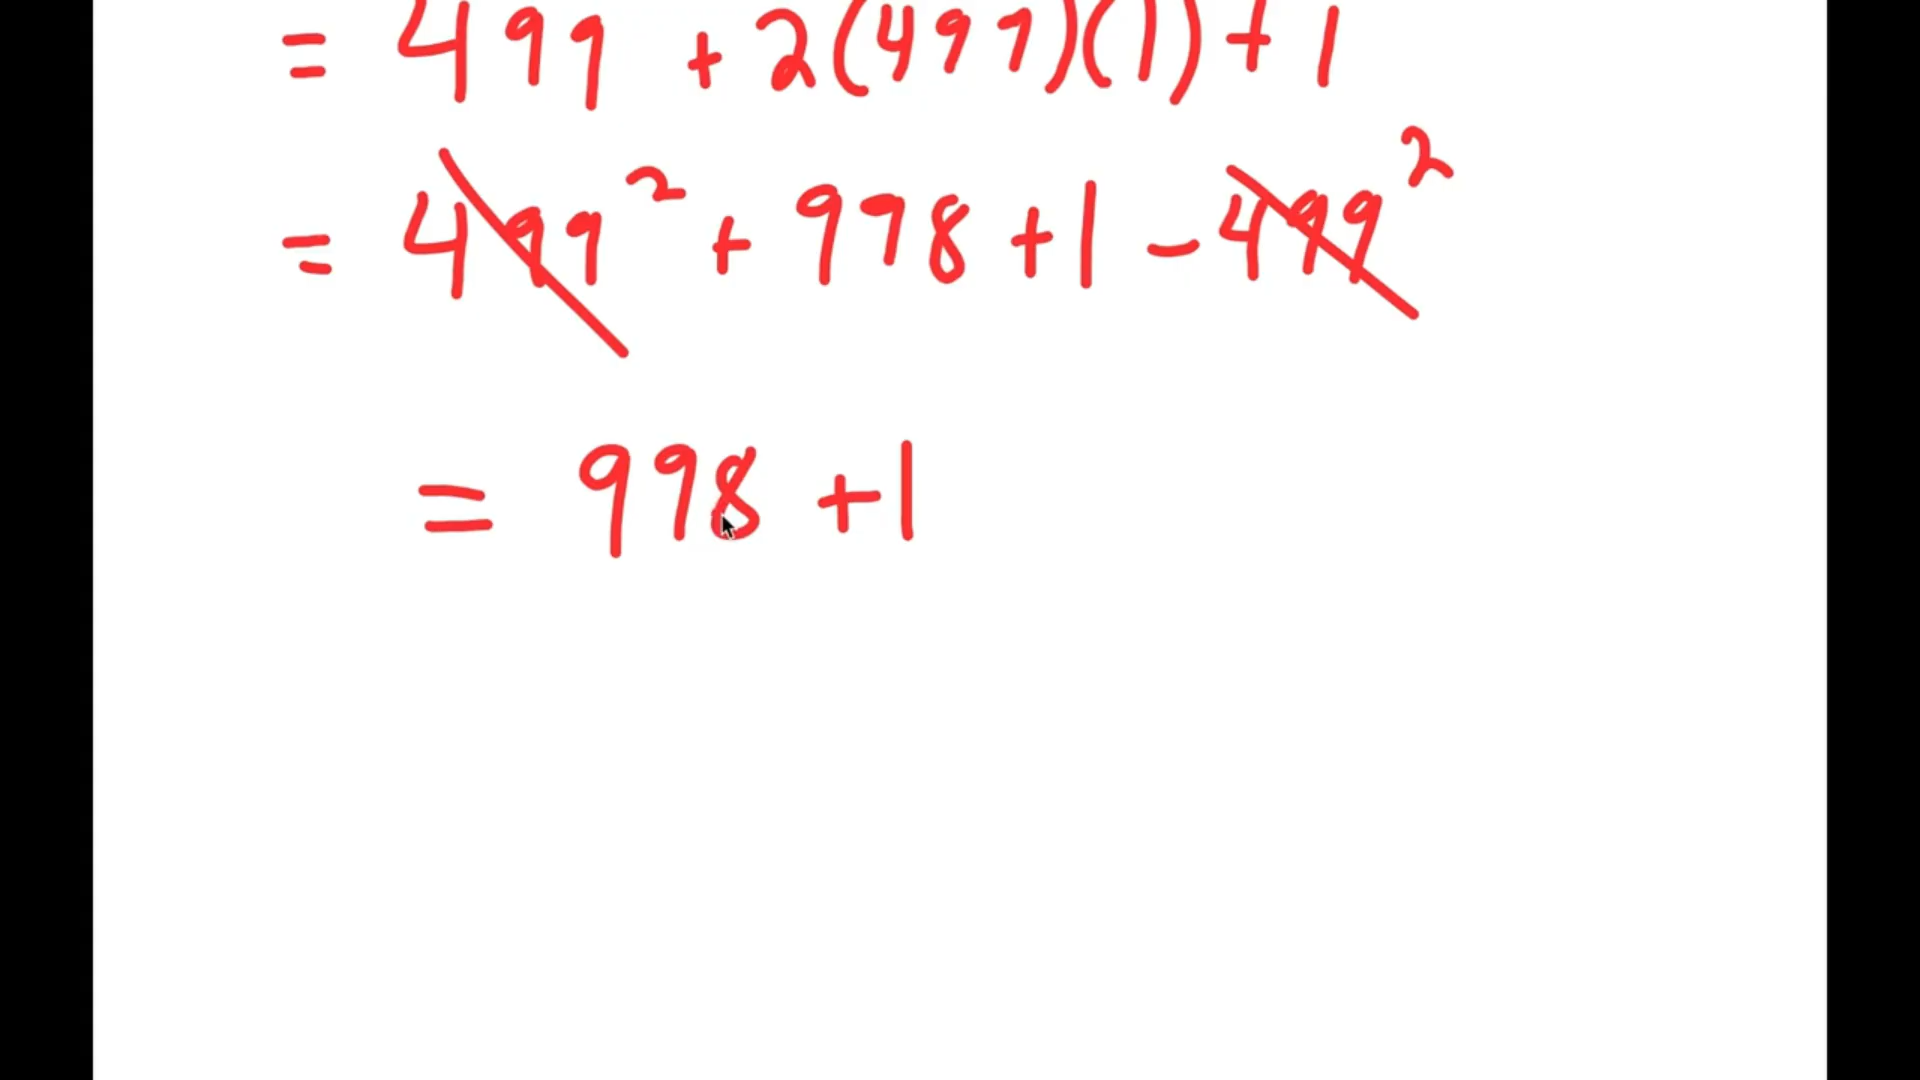 = 499 + 2(499)(1) + 1
= 499² + 998 + 1 - 499²
= 998 + 1